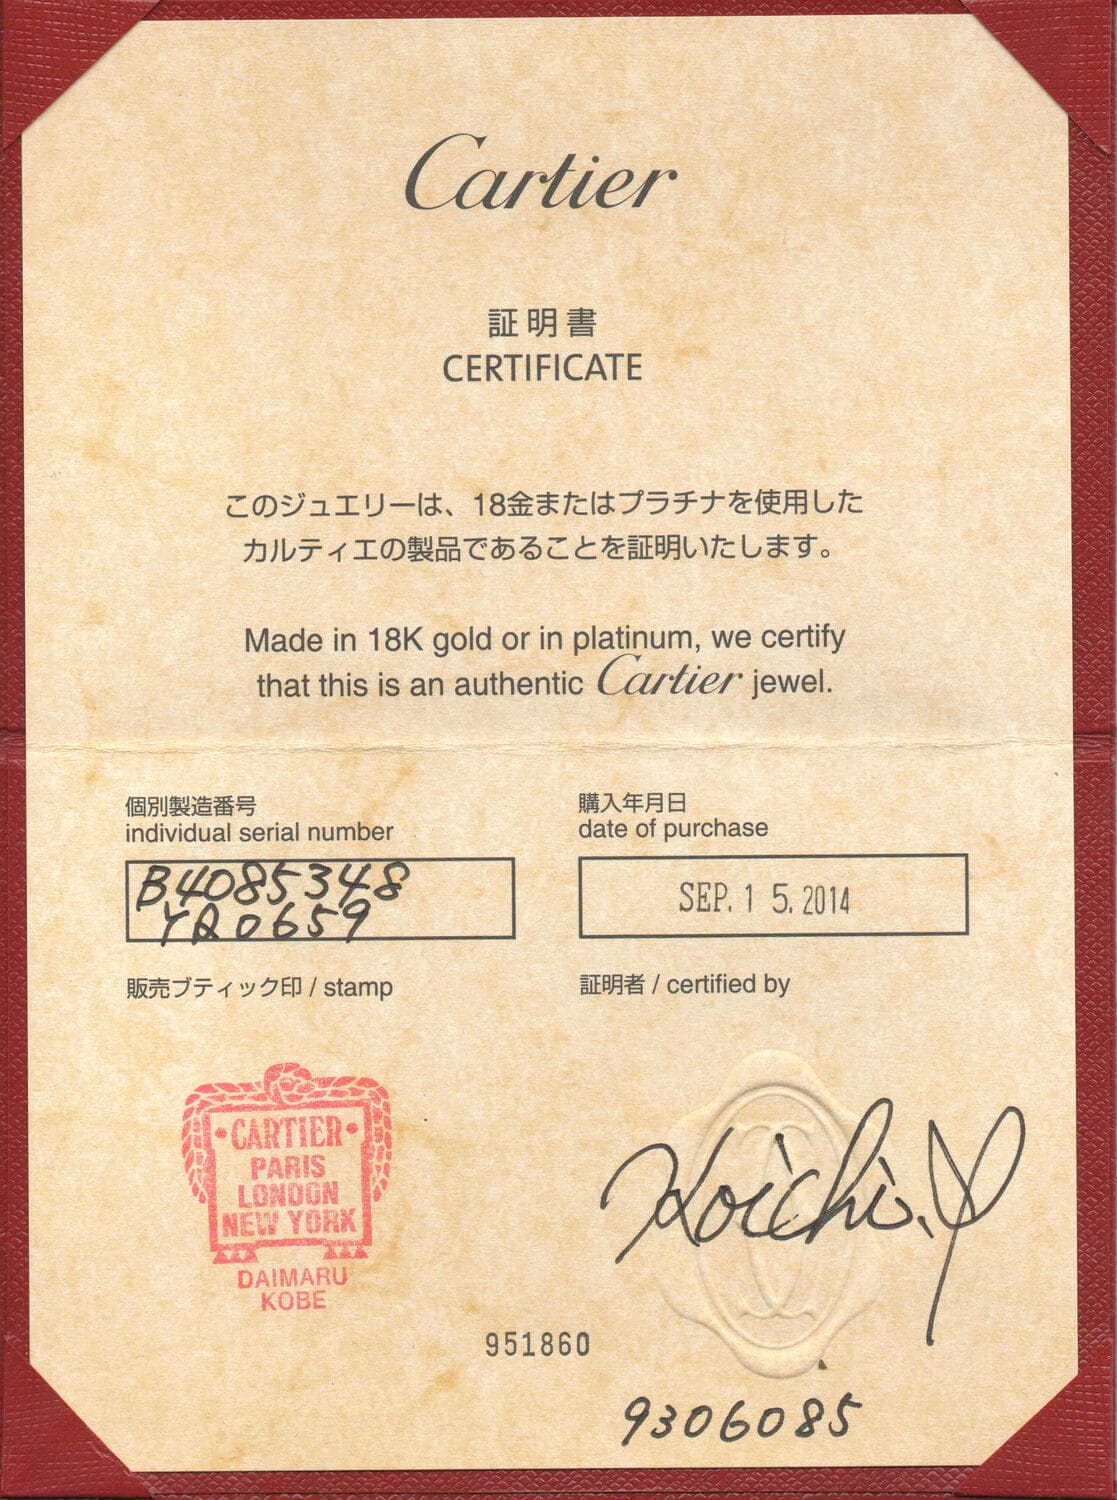 Cartier
証明書
CERTIFICATE
このジュエリーは、18金またはプラチナを使用した
カルティエの製品であることを証明いたします。
Made in 18K gold or in platinum, we certify
that this is an authentic Cartier jewel.
個別製造番号
individual serial number
B4085348
YR0659
購入年月日
date of purchase
SEP. 1 5. 2014
販売ブティック印 / stamp
証明者 / certified by
•CARTIER•
PARIS
LONDON
NEW YORK
DAIMARU
KOBE
Koichi.Y
951860
9306085